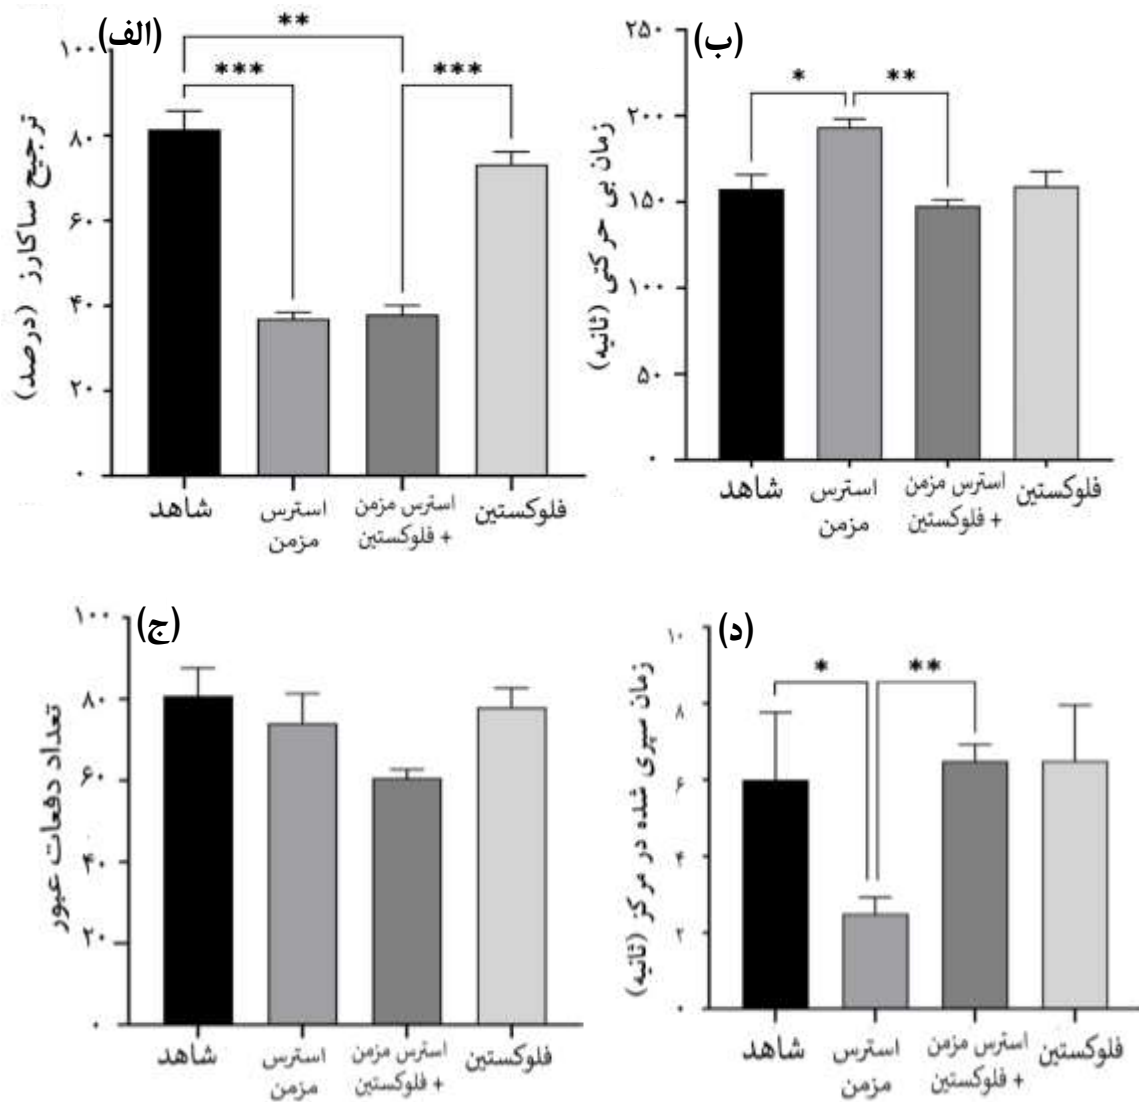 (الف)
ترجیح ساکارز (درصد)
۱۰۰
۸۰
۶۰
۴۰
۲۰
۰
**
***
***
شاهد
استرس
مزمن
استرس مزمن
+ فلوکستین
فلوکستین
(ب)
زمان بی حرکتی (ثانیه)
۲۵۰
۲۰۰
۱۵۰
۱۰۰
۵۰
۰
*
**
شاهد
استرس
مزمن
استرس مزمن
+ فلوکستین
فلوکستین
(ج)
تعداد دفعات عبور
۱۰۰
۸۰
۶۰
۴۰
۲۰
۰
شاهد
استرس
مزمن
استرس مزمن
+ فلوکستین
فلوکستین
(د)
زمان سپری شده در مرکز (ثانیه)
۱۰
۸
۶
۴
۲
۰
*
**
شاهد
استرس
مزمن
استرس مزمن
+ فلوکستین
فلوکستین